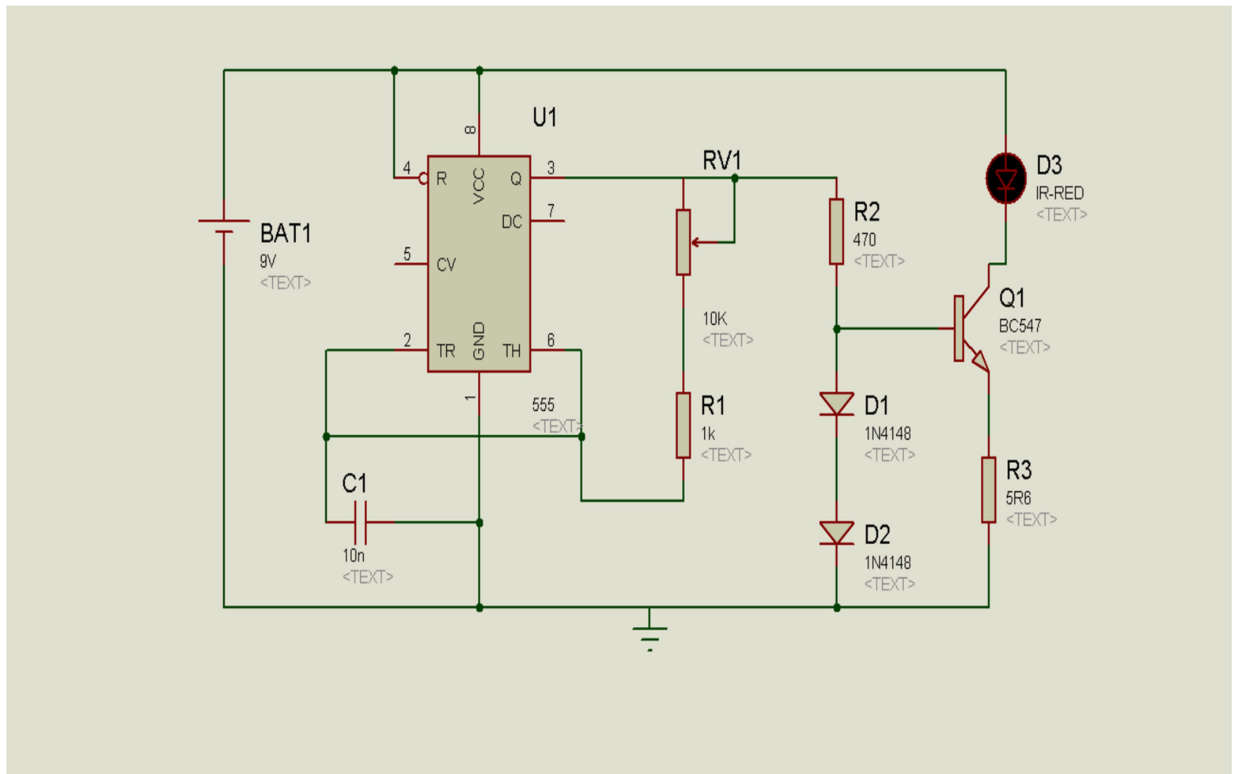 U1
8
4
R
VCC
Q
3
DC
7
5
CV
2
TR
GND
TH
6
1
555
<TEXT>
BAT1
9V
<TEXT>
C1
10n
<TEXT>
RV1
10K
<TEXT>
R1
1k
<TEXT>
R2
470
<TEXT>
D1
1N4148
<TEXT>
D2
1N4148
<TEXT>
D3
IR-RED
<TEXT>
Q1
BC547
<TEXT>
R3
5R6
<TEXT>